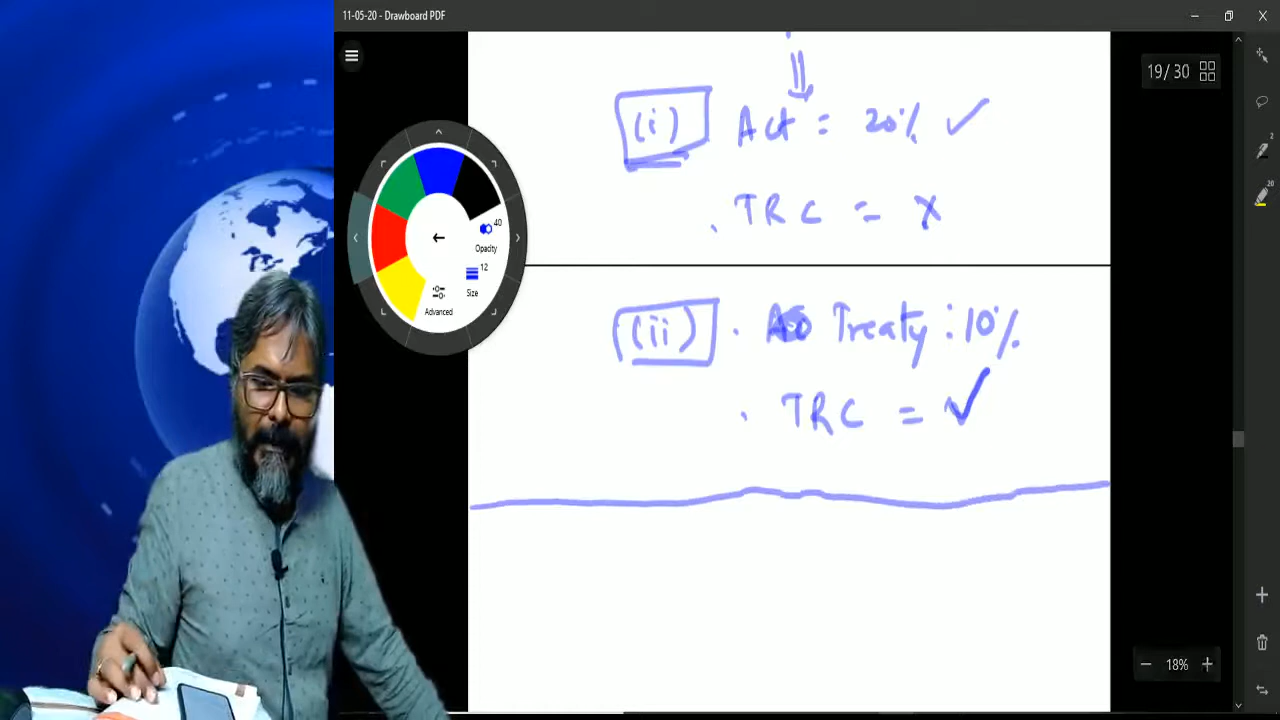 11-05-20 - Drawboard PDF
19/ 30
(i) Act = 20% ✓
. TRC = x
40
Opacity
12
Size
Advanced
(ii) . Treaty : 10%
. TRC = ✓
18%